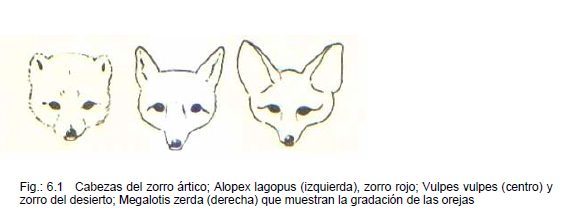 Fig.: 6.1 Cabezas del zorro ártico; Alopex lagopus (izquierda), zorro rojo; Vulpes vulpes (centro) y
zorro del desierto; Megalotis zerda (derecha) que muestran la gradación de las orejas